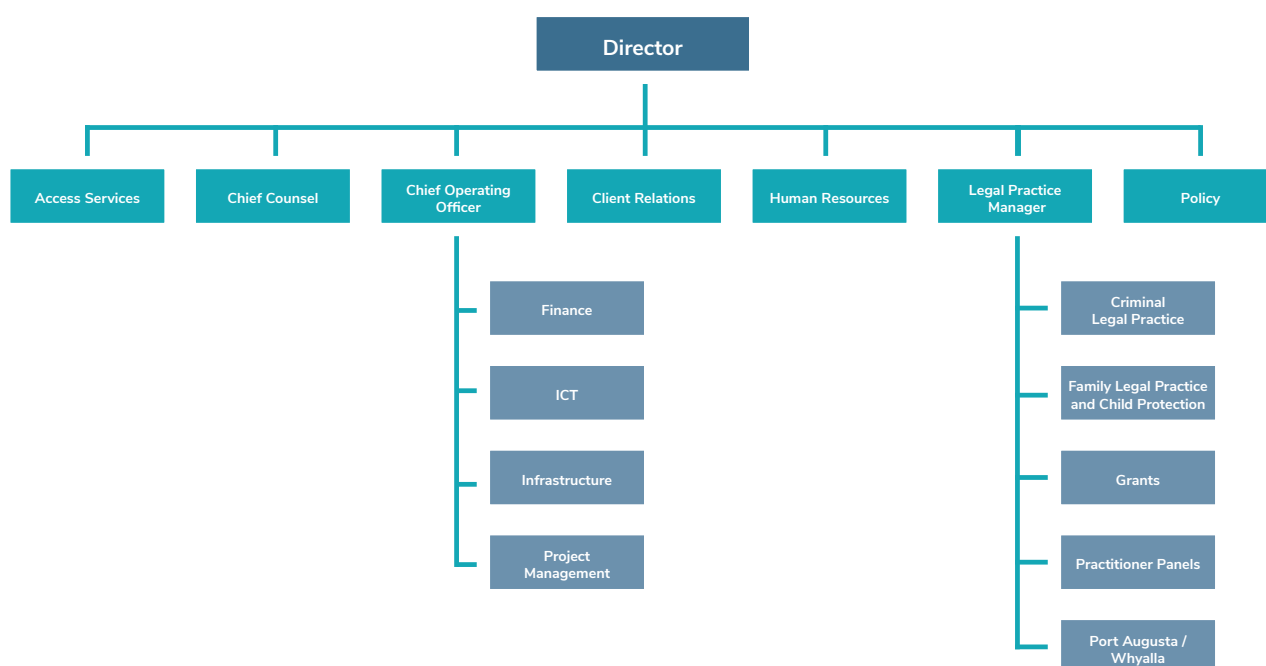 Director
Access Services
Chief Counsel
Chief Operating
Officer
Client Relations
Human Resources
Legal Practice
Manager
Policy
Finance
ICT
Infrastructure
Project
Management
Criminal
Legal Practice
Family Legal Practice
and Child Protection
Grants
Practitioner Panels
Port Augusta /
Whyalla